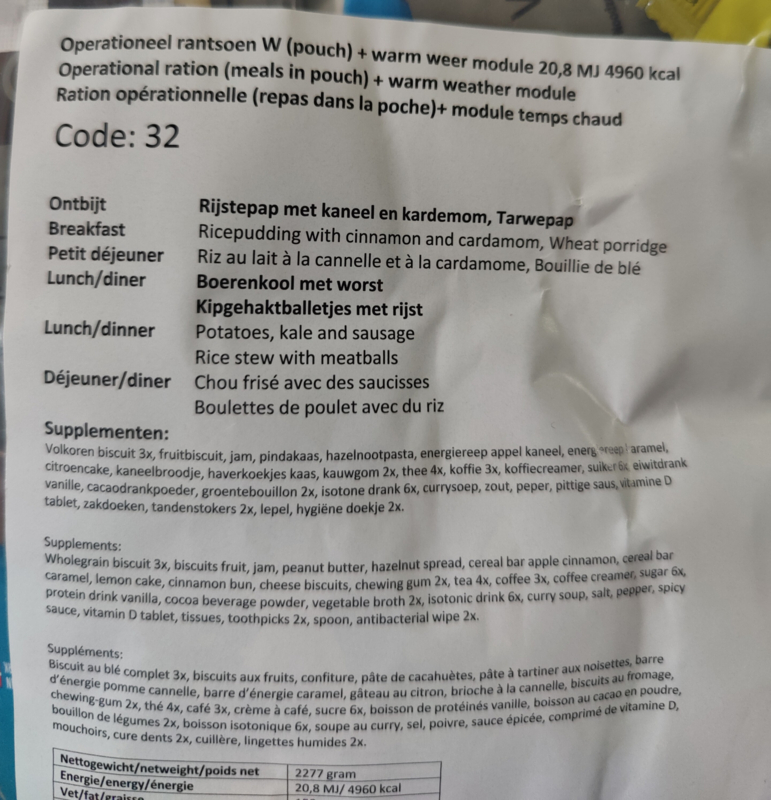 Operationeel rantsoen W (pouch) + warm weer module 20,8 MJ 4960 kcal
Operational ration (meals in pouch) + warm weather module
Ration opérationnelle (repas dans la poche)+ module temps chaud
Code: 32
Ontbijt Rijstepap met kaneel en kardemom, Tarwepap
Breakfast Ricepudding with cinnamon and cardamom, Wheat porridge
Petit déjeuner Riz au lait à la cannelle et à la cardamome, Bouillie de blé
Lunch/diner Boerenkool met worst
Kipgehaktballetjes met rijst
Lunch/dinner Potatoes, kale and sausage
Rice stew with meatballs
Déjeuner/diner Chou frisé avec des saucisses
Boulettes de poulet avec du riz
Supplementen:
Volkoren biscuit 3x, fruitbiscuit, jam, pindakaas, hazelnootpasta, energiereep appel kaneel,
citroencake, kaneelbroodje, haverkoekjes kaas, kauwgom 2x, thee 4x, koffie 3x, koffiecreamer, suiker 6x, eiwitdrank
vanille, cacaodrankpoeder, groentebouillon 2x, isotone drank 6x, currysoep, zout, peper, pittige saus, vitamine D
tablet, zakdoeken, tandenstokers 2x, lepel, hygiëne doekje 2x.
Supplements:
Wholegrain biscuit 3x, biscuits fruit, jam, peanut butter, hazelnut spread, cereal bar apple cinnamon, cereal bar
caramel, lemon cake, cinnamon bun, cheese biscuits, chewing gum 2x, tea 4x, coffee 3x, coffee creamer, sugar 6x,
protein drink vanilla, cocoa beverage powder, vegetable broth 2x, isotonic drink 6x, curry soup, salt, pepper, spicy
sauce, vitamin D tablet, tissues, toothpicks 2x, spoon, antibacterial wipe 2x.
Suppléments:
Biscuit au blé complet 3x, biscuits aux fruits, confiture, pâte de cacahuètes, pâte à tartiner aux noisettes, barre
d'énergie pomme cannelle, barre d'énergie caramel, gâteau au citron, brioche à la cannelle, biscuits au fromage,
chewing-gum 2x, thé 4x, café 3x, crème à café, sucre 6x, boisson de protéinés vanille, boisson au cacao en poudre,
bouillon de légumes 2x, boisson isotonique 6x, soupe au curry, sel, poivre, sauce épicée, comprimé de vitamine D,
mouchoirs, cure dents 2x, cuillère, lingettes humides 2x.
Nettogewicht/netweight/poids net 2277 gram
Energie/energy/énergie 20,8 MJ/ 4960 kcal
Vet/fat/graisse